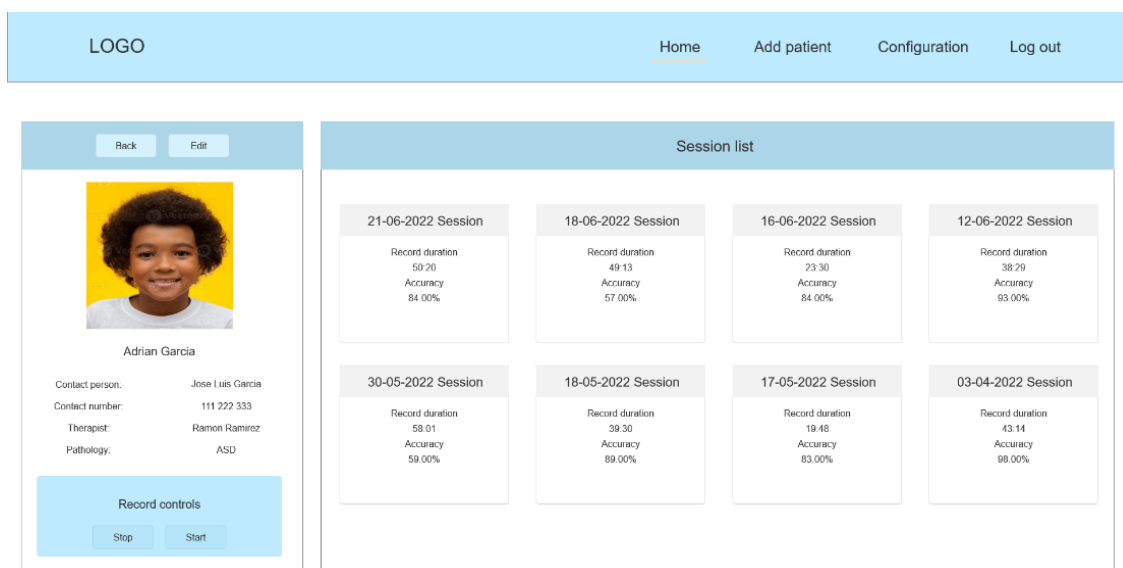 LOGO
Home Add patient Configuration Log out
Back Edit
Adrian Garcia
Contact person: Jose Luis Garcia
Contact number: 111 222 333
Therapist: Ramon Ramirez
Pathology: ASD
Record controls
Stop Start
Session list
21-06-2022 Session 18-06-2022 Session 16-06-2022 Session 12-06-2022 Session
Record duration Record duration Record duration Record duration
50:20 49:13 23:30 38:29
Accuracy Accuracy Accuracy Accuracy
84.00% 57.00% 84.00% 93.00%
30-05-2022 Session 18-05-2022 Session 17-05-2022 Session 03-04-2022 Session
Record duration Record duration Record duration Record duration
58:01 39:30 19:48 43:14
Accuracy Accuracy Accuracy Accuracy
59.00% 89.00% 83.00% 98.00%